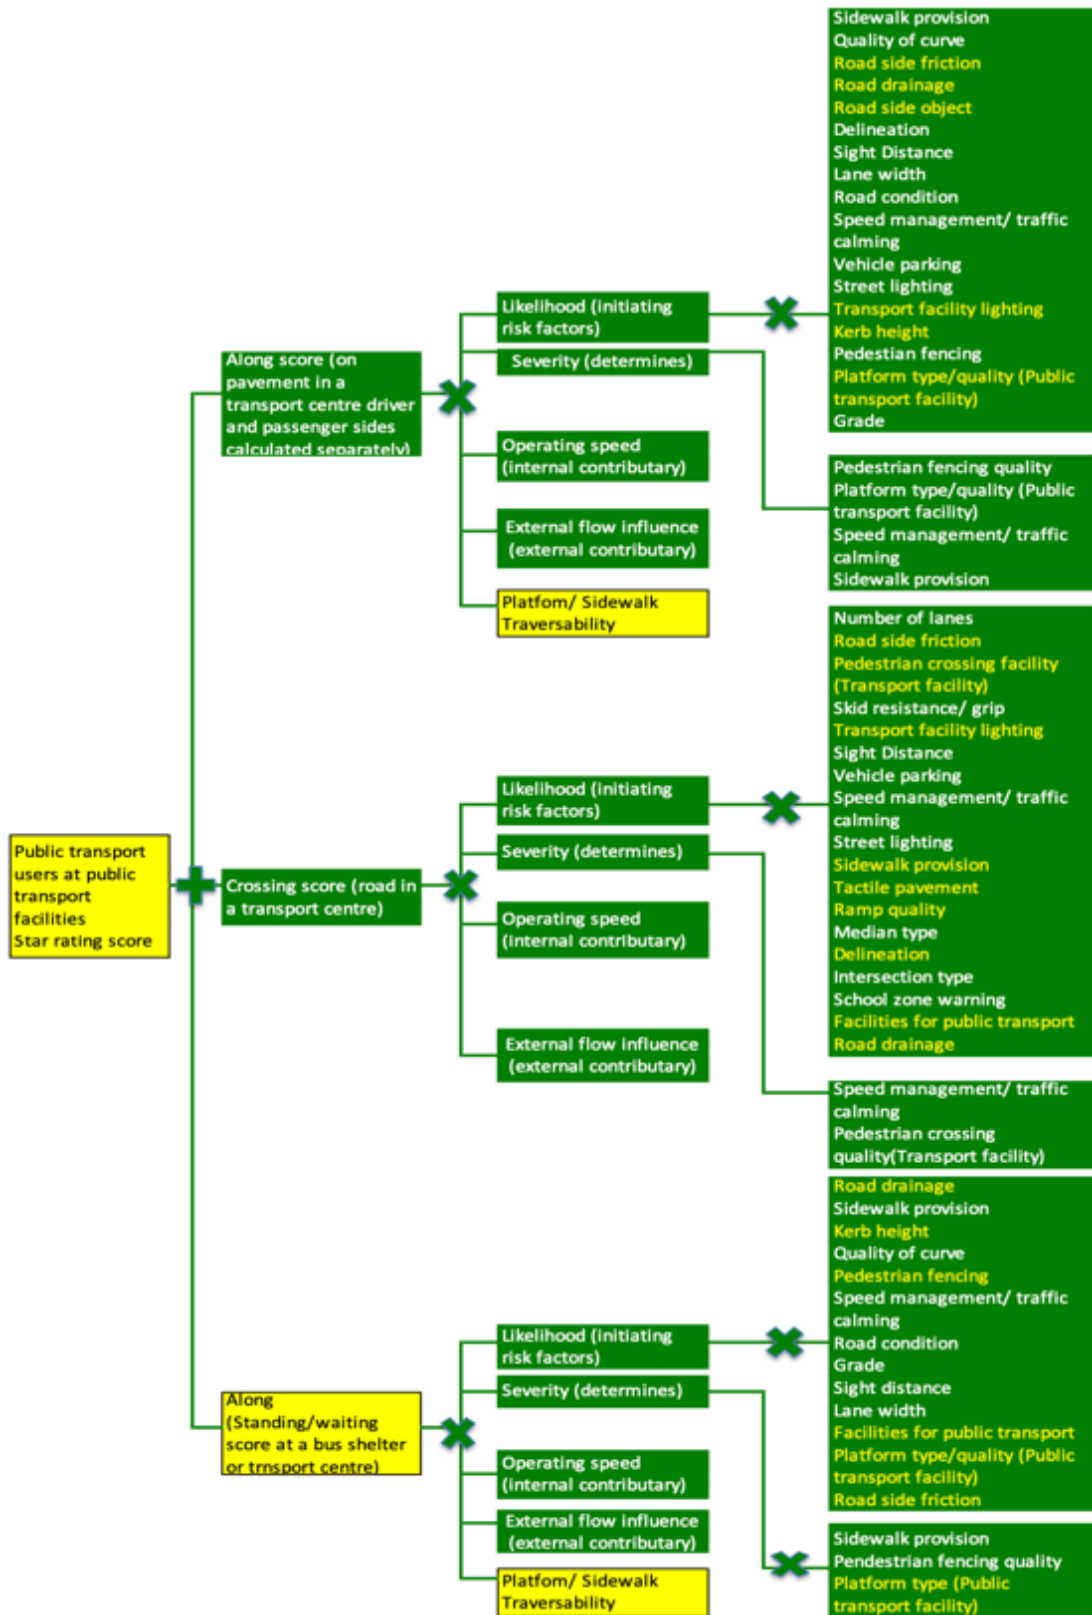 Public transport
users at public
transport
facilities
Star rating score
Along score (on
pavement in a
transport centre driver
and passenger sides
calculated separately)
Likelihood (initiating
risk factors)
Severity (determines)
Operating speed
(internal contributary)
External flow influence
(external contributary)
Platfom/ Sidewalk
Traversability
Sidewalk provision
Quality of curve
Road side friction
Road drainage
Road side object
Delineation
Sight Distance
Lane width
Road condition
Speed management/ traffic
calming
Vehicle parking
Street lighting
Transport facility lighting
Kerb height
Pedestian fencing
Platform type/quality (Public
transport facility)
Grade
Pedestrian fencing quality
Platform type/quality (Public
transport facility)
Speed management/ traffic
calming
Sidewalk provision
Crossing score (road in
a transport centre)
Likelihood (initiating
risk factors)
Severity (determines)
Operating speed
(internal contributary)
External flow influence
(external contributary)
Number of lanes
Road side friction
Pedestrian crossing facility
(Transport facility)
Skid resistance/ grip
Transport facility lighting
Sight Distance
Vehicle parking
Speed management/ traffic
calming
Street lighting
Sidewalk provision
Tactile pavement
Ramp quality
Median type
Delineation
Intersection type
School zone warning
Facilities for public transport
Road drainage
Speed management/ traffic
calming
Pedestrian crossing
quality(Transport facility)
Along
(Standing/waiting
score at a bus shelter
or trnsport centre)
Likelihood (initiating
risk factors)
Severity (determines)
Operating speed
(internal contributary)
External flow influence
(external contributary)
Platfom/ Sidewalk
Traversability
Road drainage
Sidewalk provision
Kerb height
Quality of curve
Pedestrian fencing
Speed management/ traffic
calming
Road condition
Grade
Sight distance
Lane width
Facilities for public transport
Platform type/quality (Public
transport facility)
Road side friction
Sidewalk provision
Pendestrian fencing quality
Platform type (Public
transport facility)